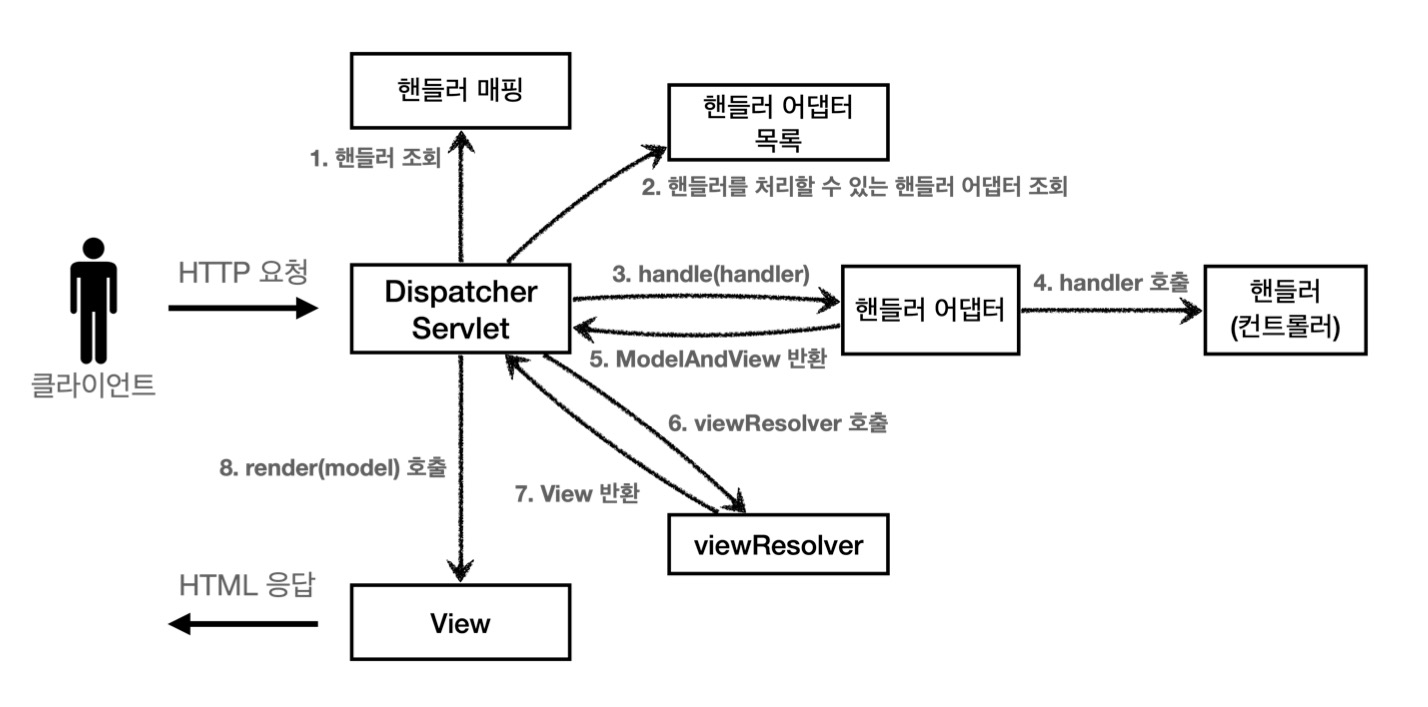 핸들러 매핑
핸들러 어댑터
목록
1. 핸들러 조회
2. 핸들러를 처리할 수 있는 핸들러 어댑터 조회
HTTP 요청
클라이언트
Dispatcher
Servlet
3. handle(handler)
핸들러 어댑터
4. handler 호출
핸들러
(컨트롤러)
5. ModelAndView 반환
6. viewResolver 호출
8. render(model) 호출
7. View 반환
viewResolver
HTML 응답
View